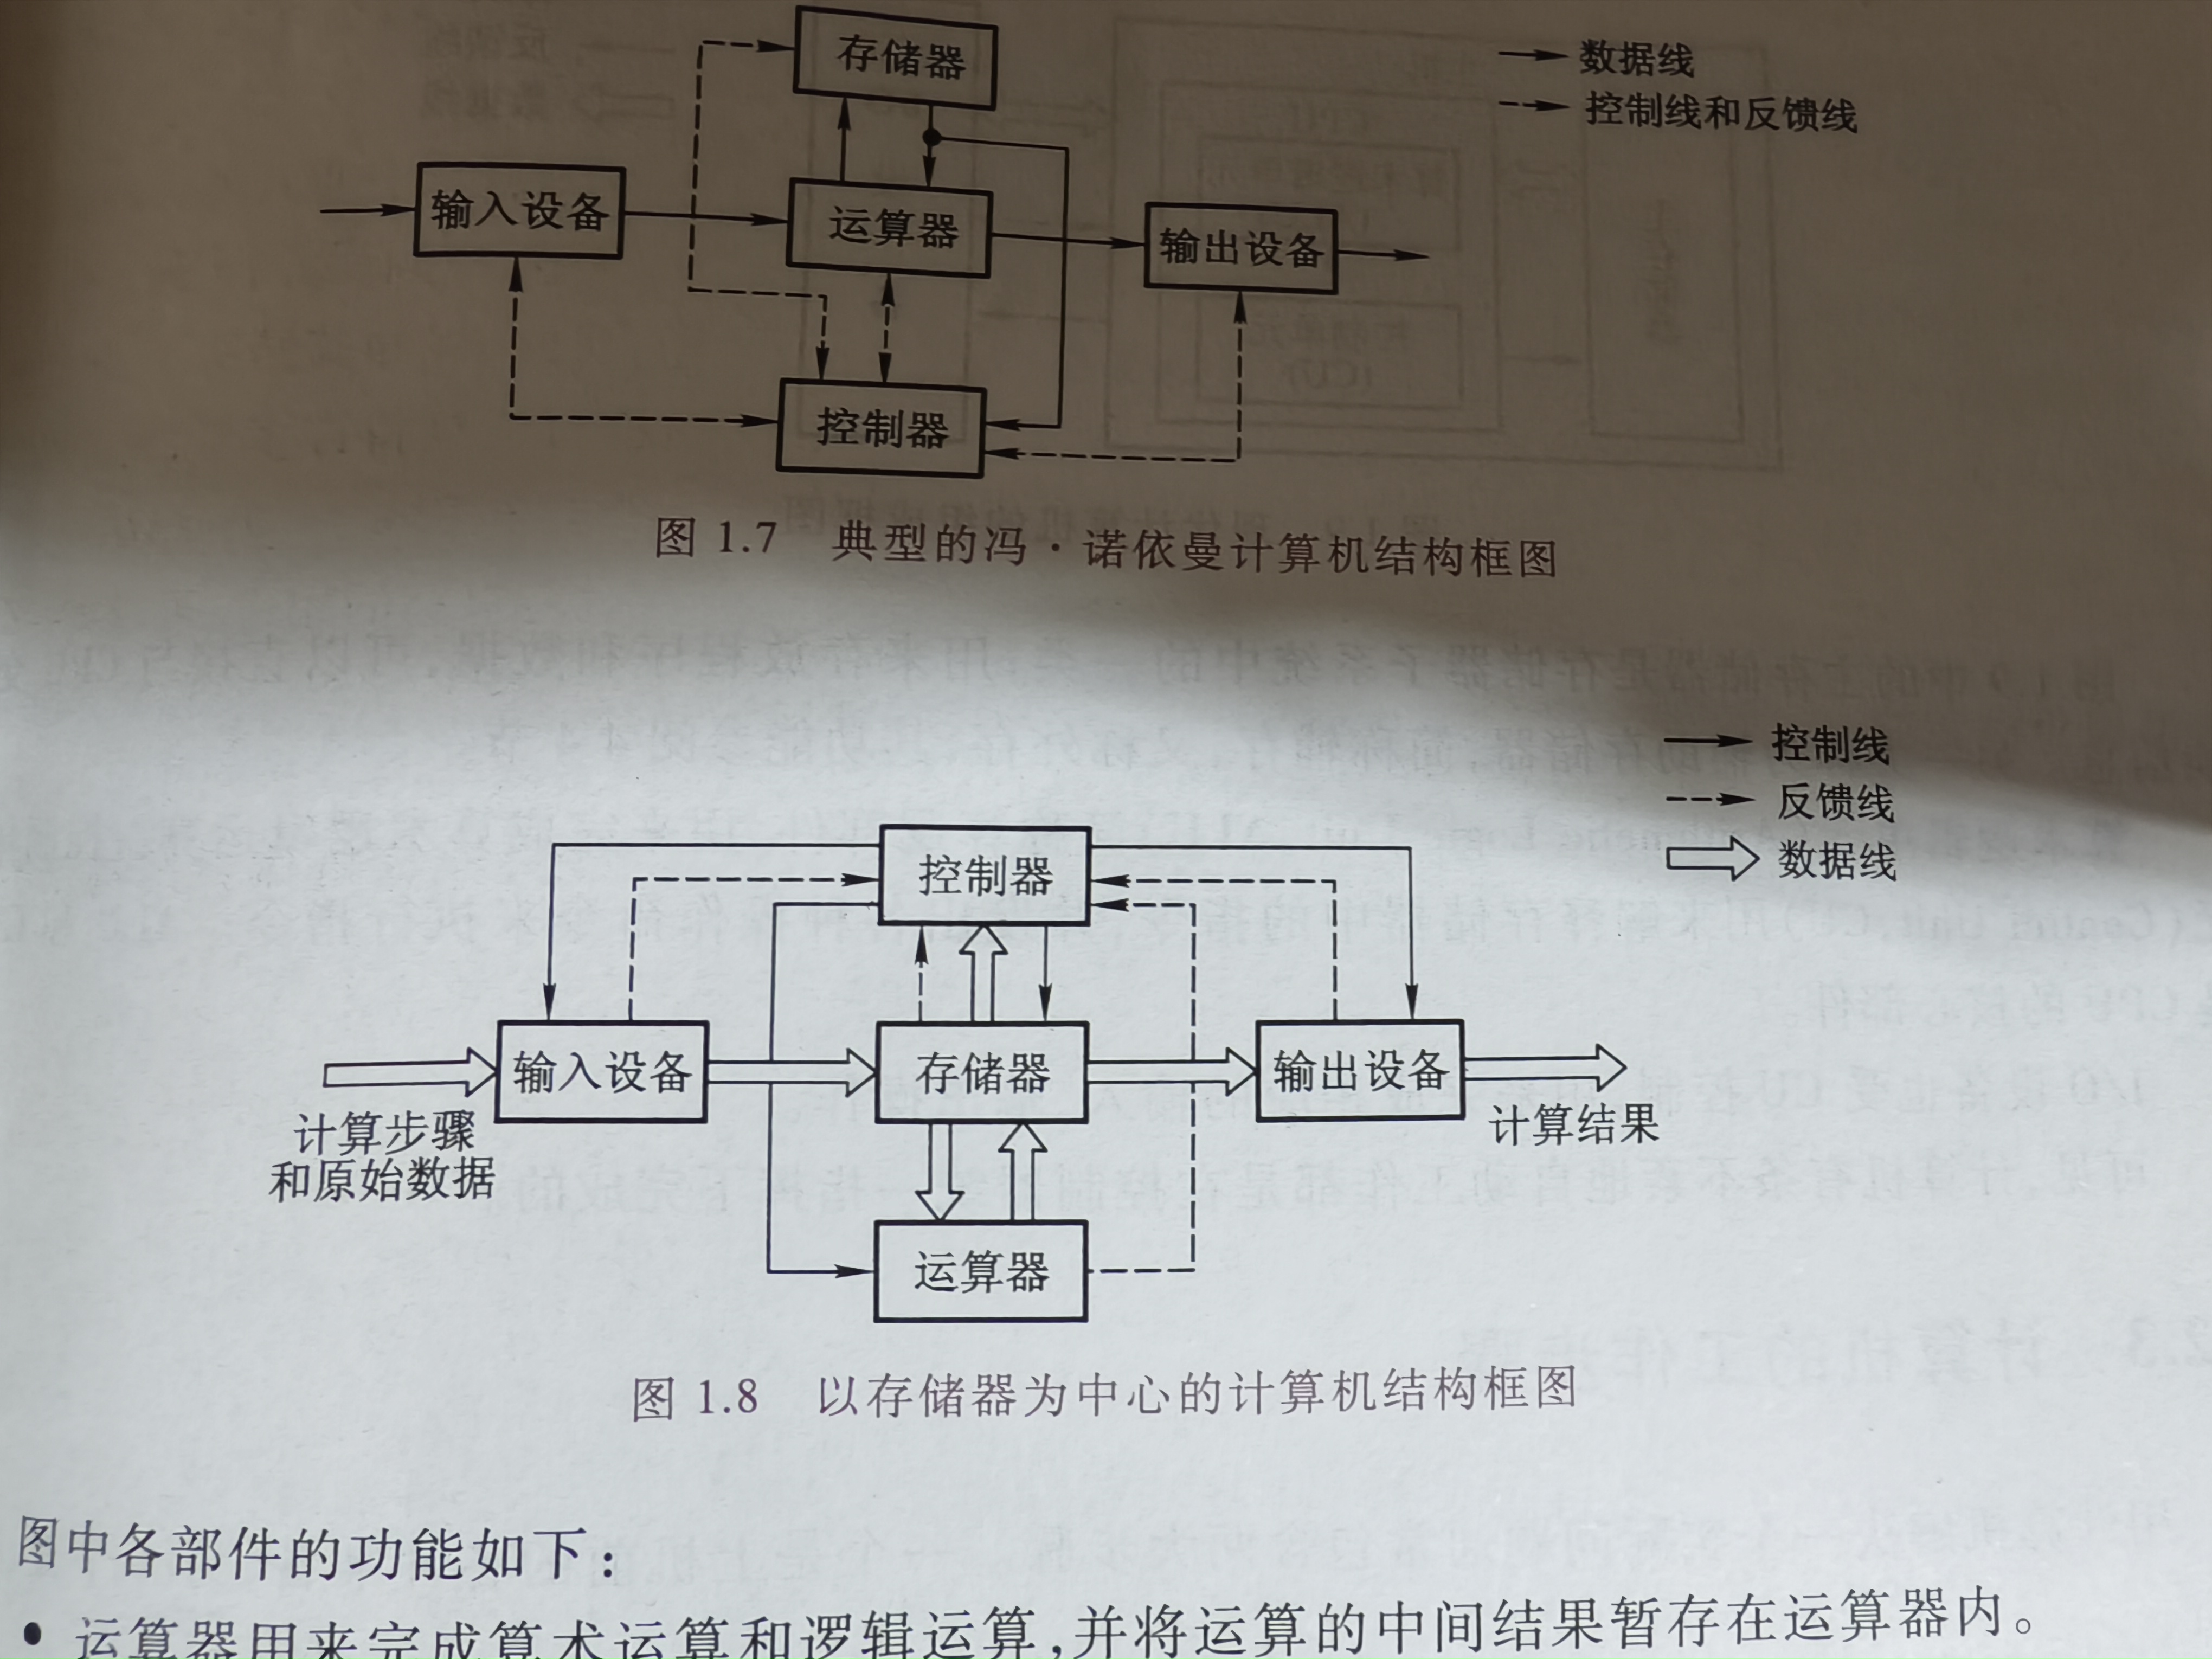 存储器
数据线
控制线和反馈线
输入设备
运算器
输出设备
控制器
图 1.7 典型的冯·诺依曼计算机结构框图
控制线
反馈线
数据线
控制器
输入设备
存储器
输出设备
计算步骤
和原始数据
计算结果
运算器
图 1.8 以存储器为中心的计算机结构框图
图中各部件的功能如下：
• 运算器用来完成算术运算和逻辑运算,并将运算的中间结果暂存在运算器内。